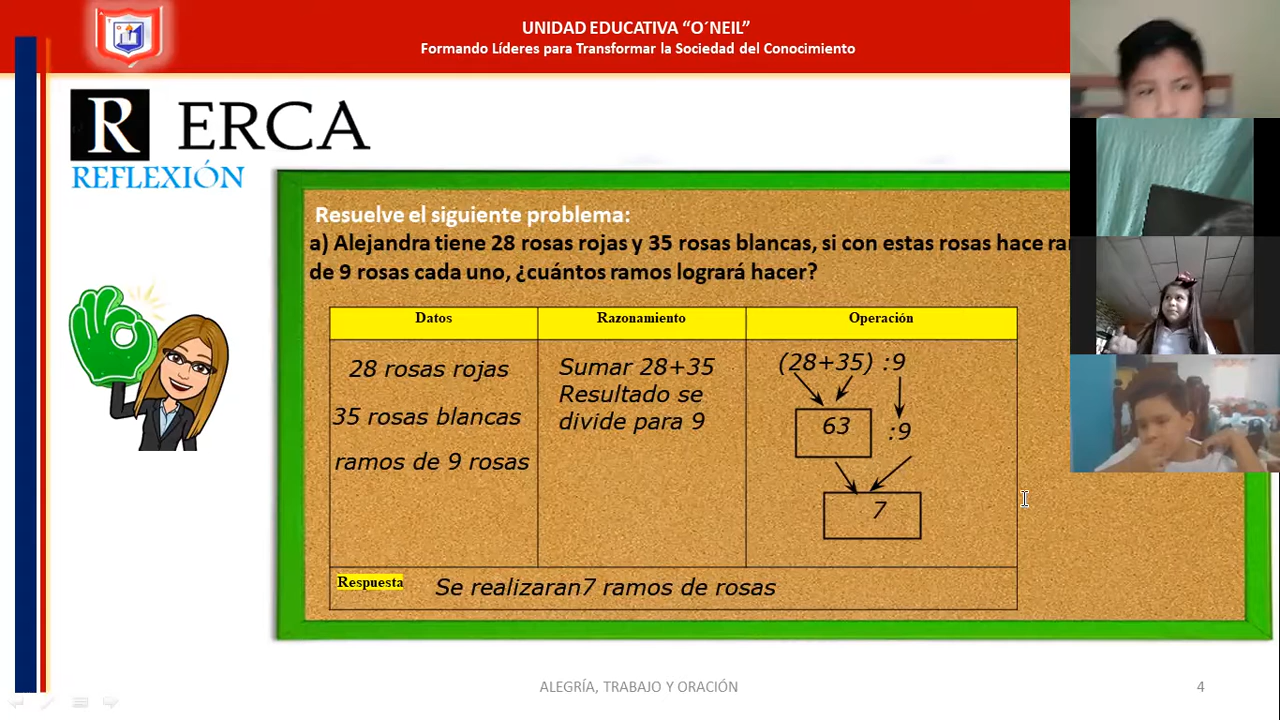 UNIDAD EDUCATIVA “O´NEIL”
Formando Líderes para Transformar la Sociedad del Conocimiento
R ERCA
REFLEXIÓN
Resuelve el siguiente problema:
a) Alejandra tiene 28 rosas rojas y 35 rosas blancas, si con estas rosas hace
de 9 rosas cada uno, ¿cuántos ramos logrará hacer?
Datos Razonamiento Operación
28 rosas rojas
35 rosas blancas
ramos de 9 rosas
Sumar 28+35
Resultado se
divide para 9
(28+35) :9
63 :9
7
Respuesta Se realizaran7 ramos de rosas
ALEGRÍA, TRABAJO Y ORACIÓN 4